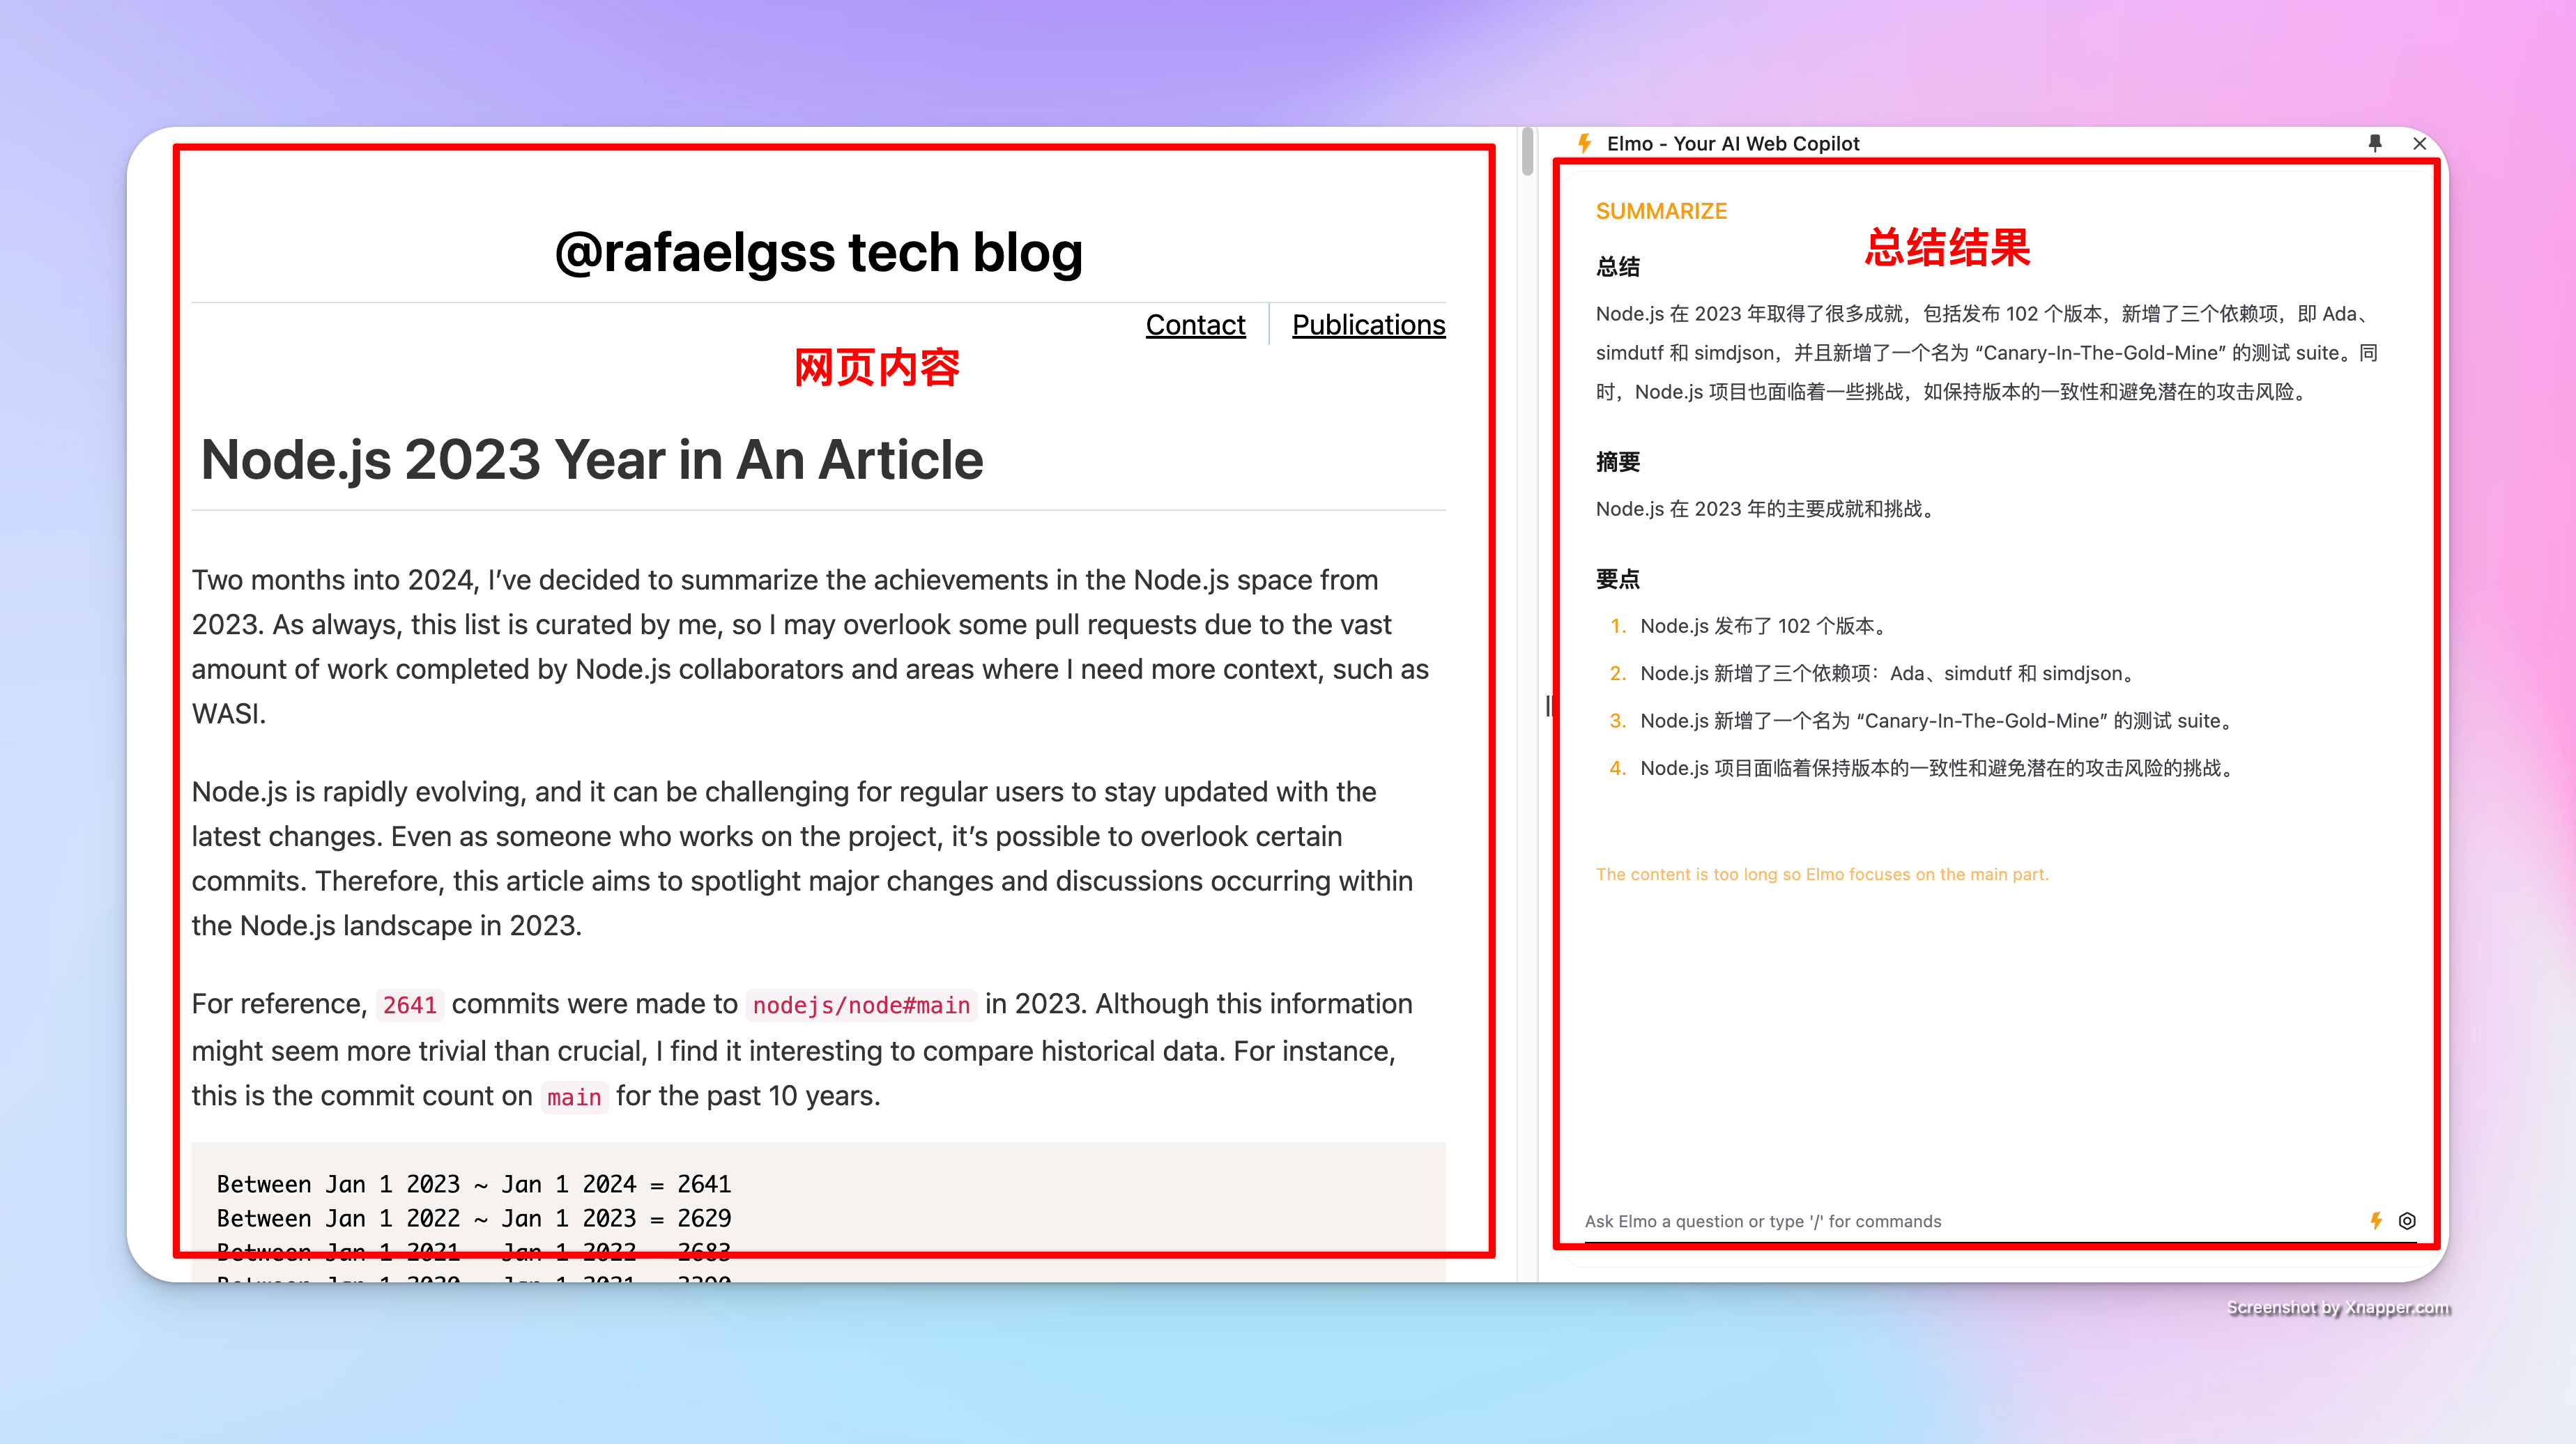 @rafaelgss tech blog
Contact
Publications
网页内容
Node.js 2023 Year in An Article
Two months into 2024, I’ve decided to summarize the achievements in the Node.js space from
2023. As always, this list is curated by me, so I may overlook some pull requests due to the vast
amount of work completed by Node.js collaborators and areas where I need more context, such as
WASI.
Node.js is rapidly evolving, and it can be challenging for regular users to stay updated with the
latest changes. Even as someone who works on the project, it’s possible to overlook certain
commits. Therefore, this article aims to spotlight major changes and discussions occurring within
the Node.js landscape in 2023.
For reference, 2641 commits were made to nodejs/node#main in 2023. Although this information
might seem more trivial than crucial, I find it interesting to compare historical data. For instance,
this is the commit count on main for the past 10 years.
Between Jan 1 2023 ~ Jan 1 2024 = 2641
Between Jan 1 2022 ~ Jan 1 2023 = 2629
Between Jan 1 2021 Jan 1 2022 2683
Between Jan 1 2020 Jan 1 2021
Elmo - Your AI Web Copilot
SUMMARIZE
总结结果
总结
Node.js 在 2023 年取得了很多成就，包括发布 102 个版本，新增了三个依赖项，即 Ada、
simdutf 和 simdjson，并且新增了一个名为 “Canary-In-The-Gold-Mine” 的测试 suite。同
时，Node.js 项目也面临着一些挑战，如保持版本的一致性和避免潜在的攻击风险。
摘要
Node.js 在 2023 年的主要成就和挑战。
要点
1. Node.js 发布了 102 个版本。
2. Node.js 新增了三个依赖项：Ada、simdutf 和 simdjson。
3. Node.js 新增了一个名为 “Canary-In-The-Gold-Mine” 的测试 suite。
4. Node.js 项目面临着保持版本的一致性和避免潜在的攻击风险的挑战。
The content is too long so Elmo focuses on the main part.
Ask Elmo a question or type '/' for commands
Screenshot by Xnapper.com